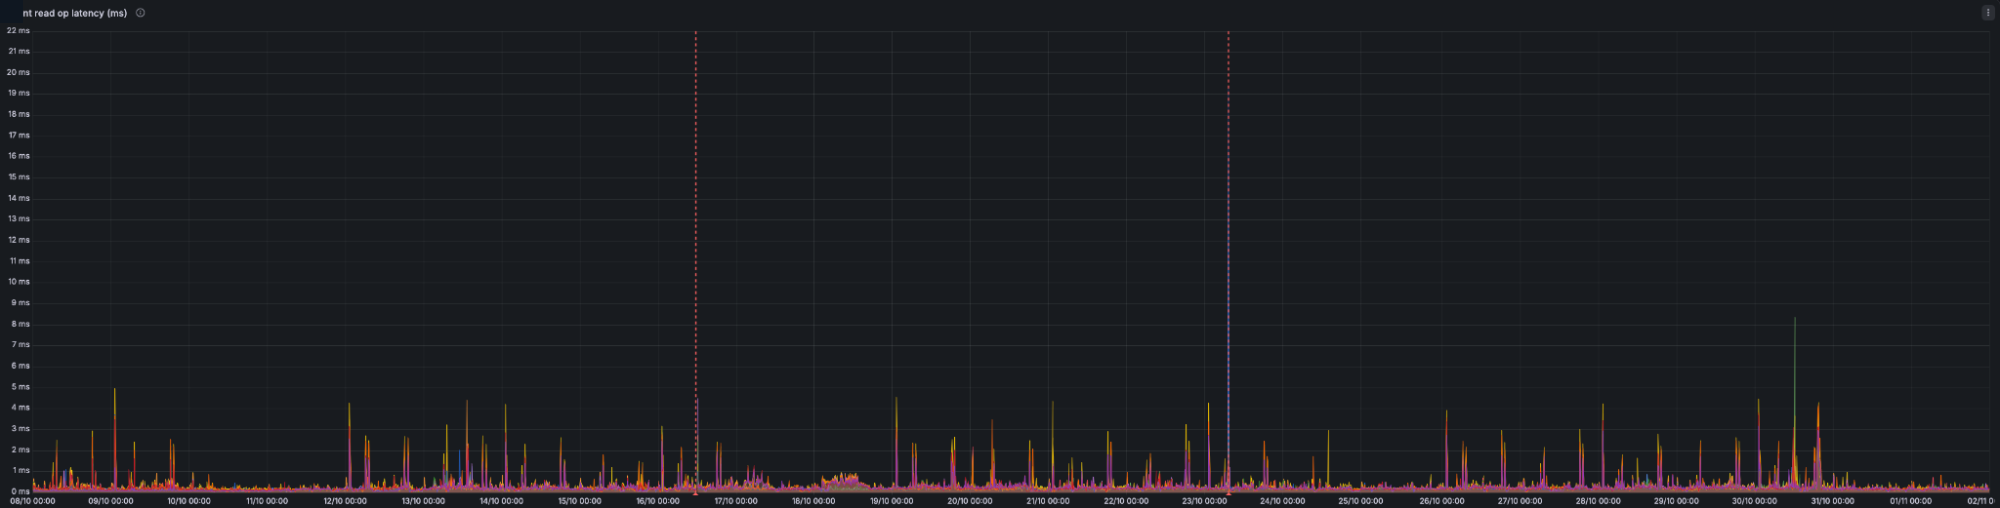 nt read op latency (ms)
22 ms
21 ms
20 ms
19 ms
18 ms
17 ms
16 ms
15 ms
14 ms
13 ms
12 ms
11 ms
10 ms
9 ms
8 ms
7 ms
6 ms
5 ms
4 ms
3 ms
2 ms
1 ms
0 ms
08/10 00:00 09/10 00:00 10/10 00:00 11/10 00:00 12/10 00:00 13/10 00:00 14/10 00:00 15/10 00:00 16/10 00:00 17/10 00:00 18/10 00:00 19/10 00:00 20/10 00:00 21/10 00:00 22/10 00:00 23/10 00:00 24/10 00:00 25/10 00:00 26/10 00:00 27/10 00:00 28/10 00:00 29/10 00:00 30/10 00:00 31/10 00:00 01/11 00:00 02/11 0